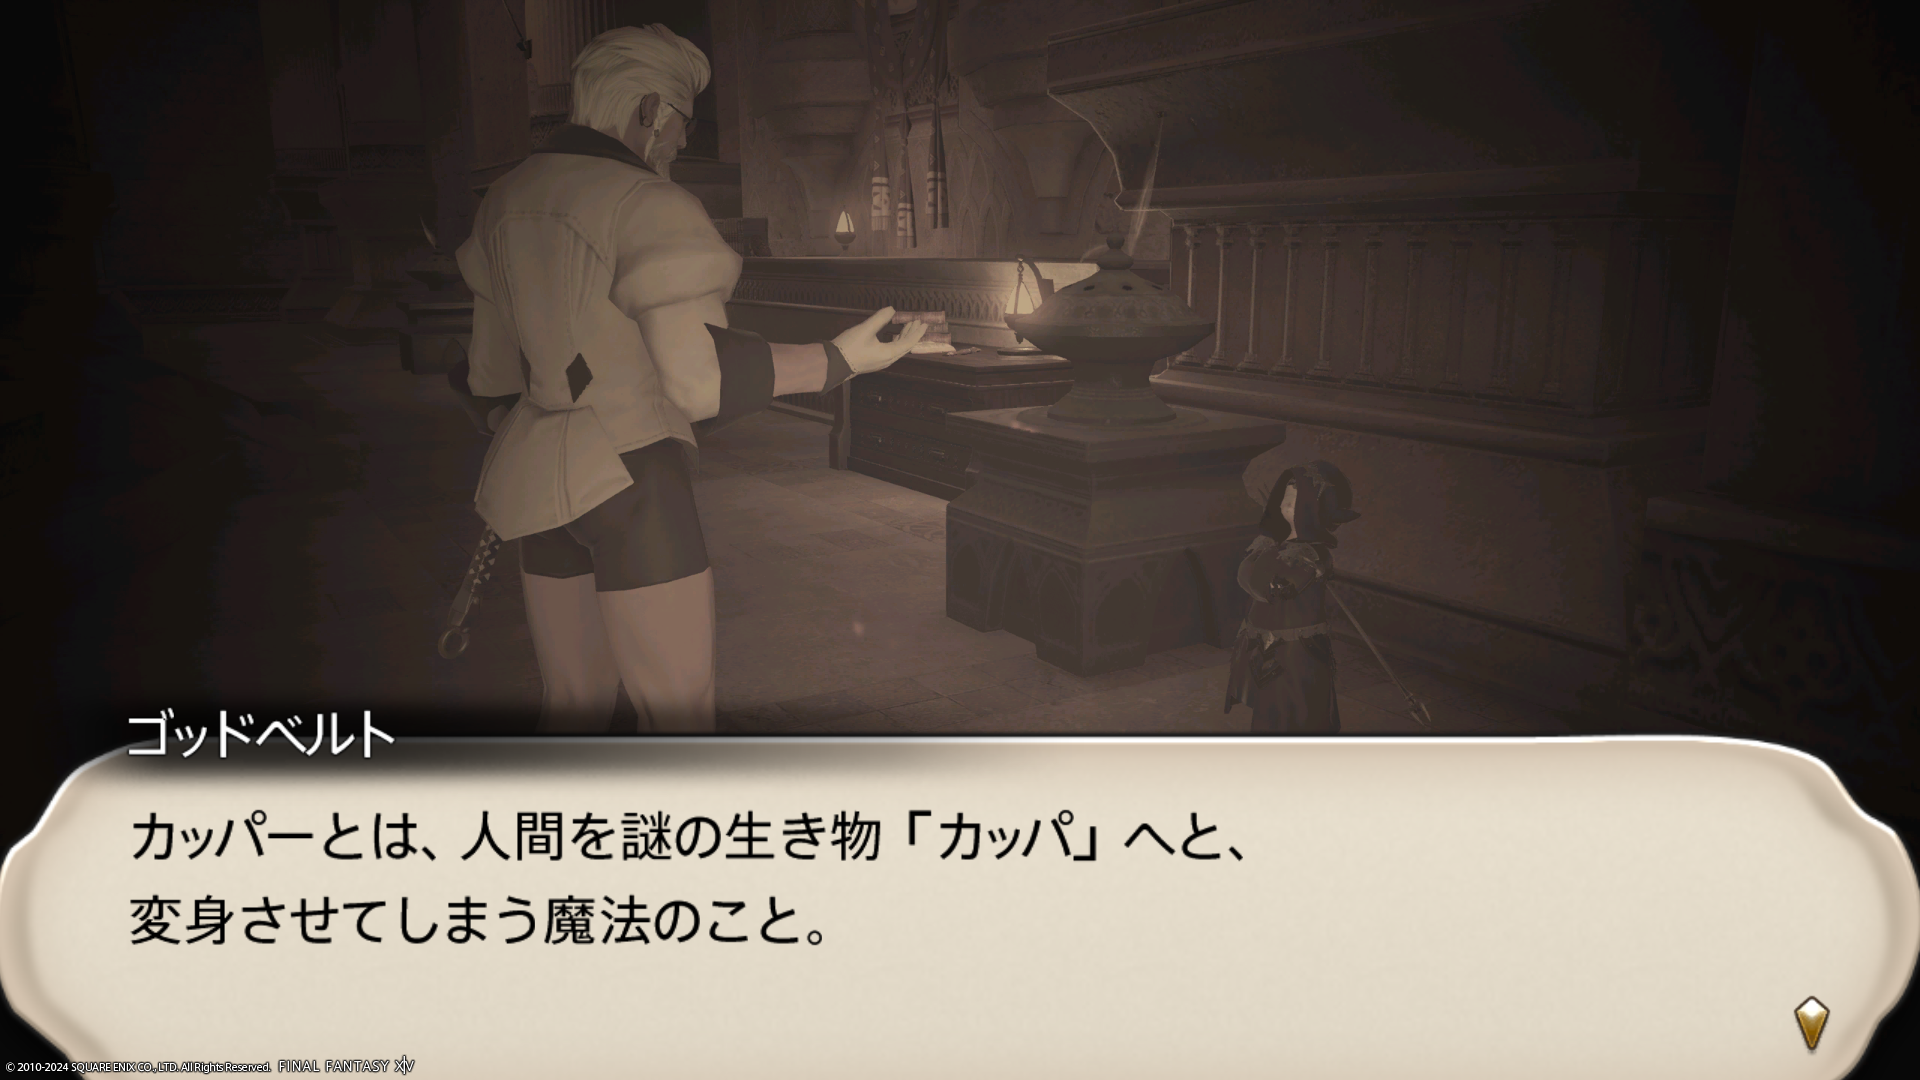 ゴッドベルト
カッパーとは、人間を謎の生き物「カッパ」へと、
変身させてしまう魔法のこと。
© 2010-2024 SQUARE ENIX CO., LTD. All Rights Reserved. FINAL FANTASY XIV